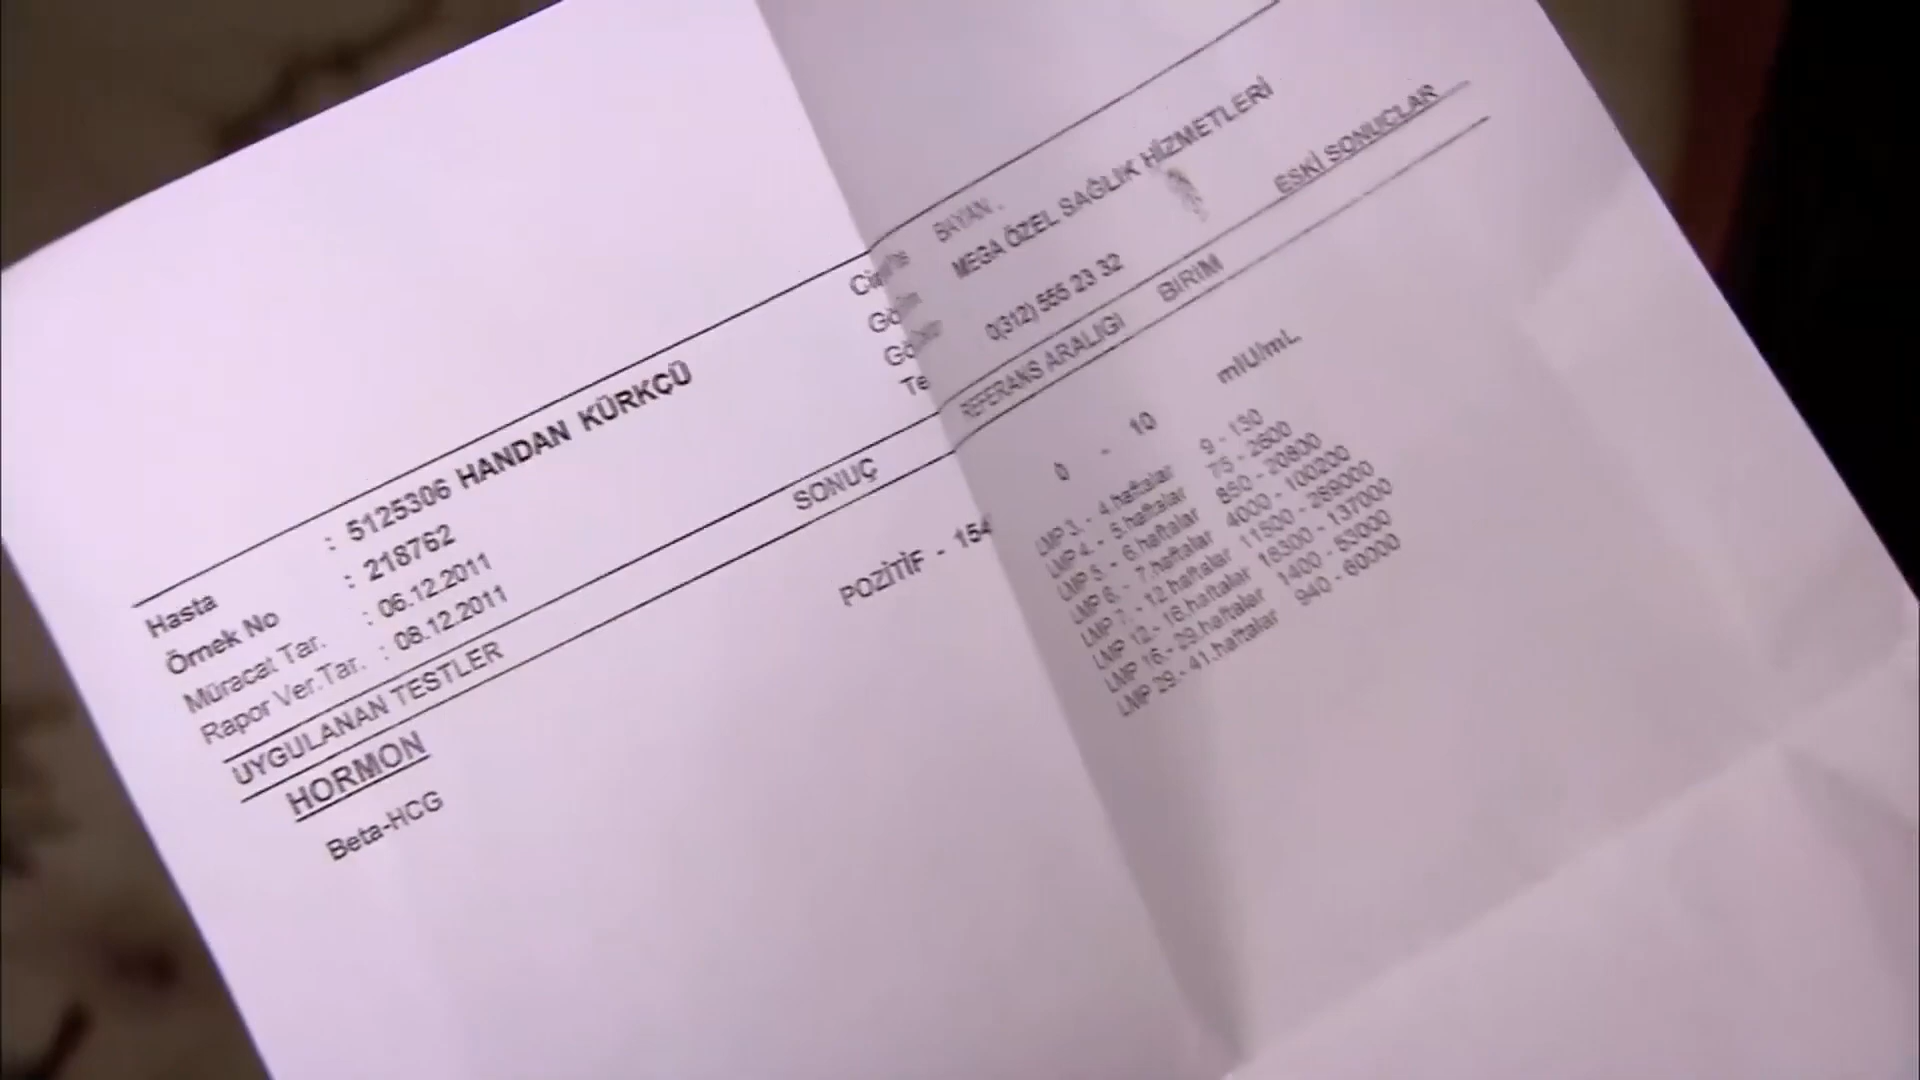 BAYAN .
MEGA ÖZEL SAĞLIK HİZMETLERİ
0(312) 555 23 32
Hasta : 5125306 HANDAN KÜRKÇÜ
Örnek No : 218762
Müracat Tar. : 06.12.2011
Rapor Ver.Tar. : 08.12.2011
UYGULANAN TESTLER SONUÇ REFERANS ARALIGI BIRIM ESKİ SONUÇLAR
HORMON
Beta-HCG POZİTİF - 154 0 - 10 mIU/mL
LMP 3. - 4.haftalar 9 - 130
LMP 4. - 5.haftalar 75 - 2600
LMP 5. - 6.haftalar 850 - 20800
LMP 6. - 7.haftalar 4000 - 100200
LMP 7. - 12.haftalar 11500 - 289000
LMP 12.- 16.haftalar 18300 - 137000
LMP 16.- 29.haftalar 1400 - 53000
LMP 29.- 41.haftalar 940 - 60000